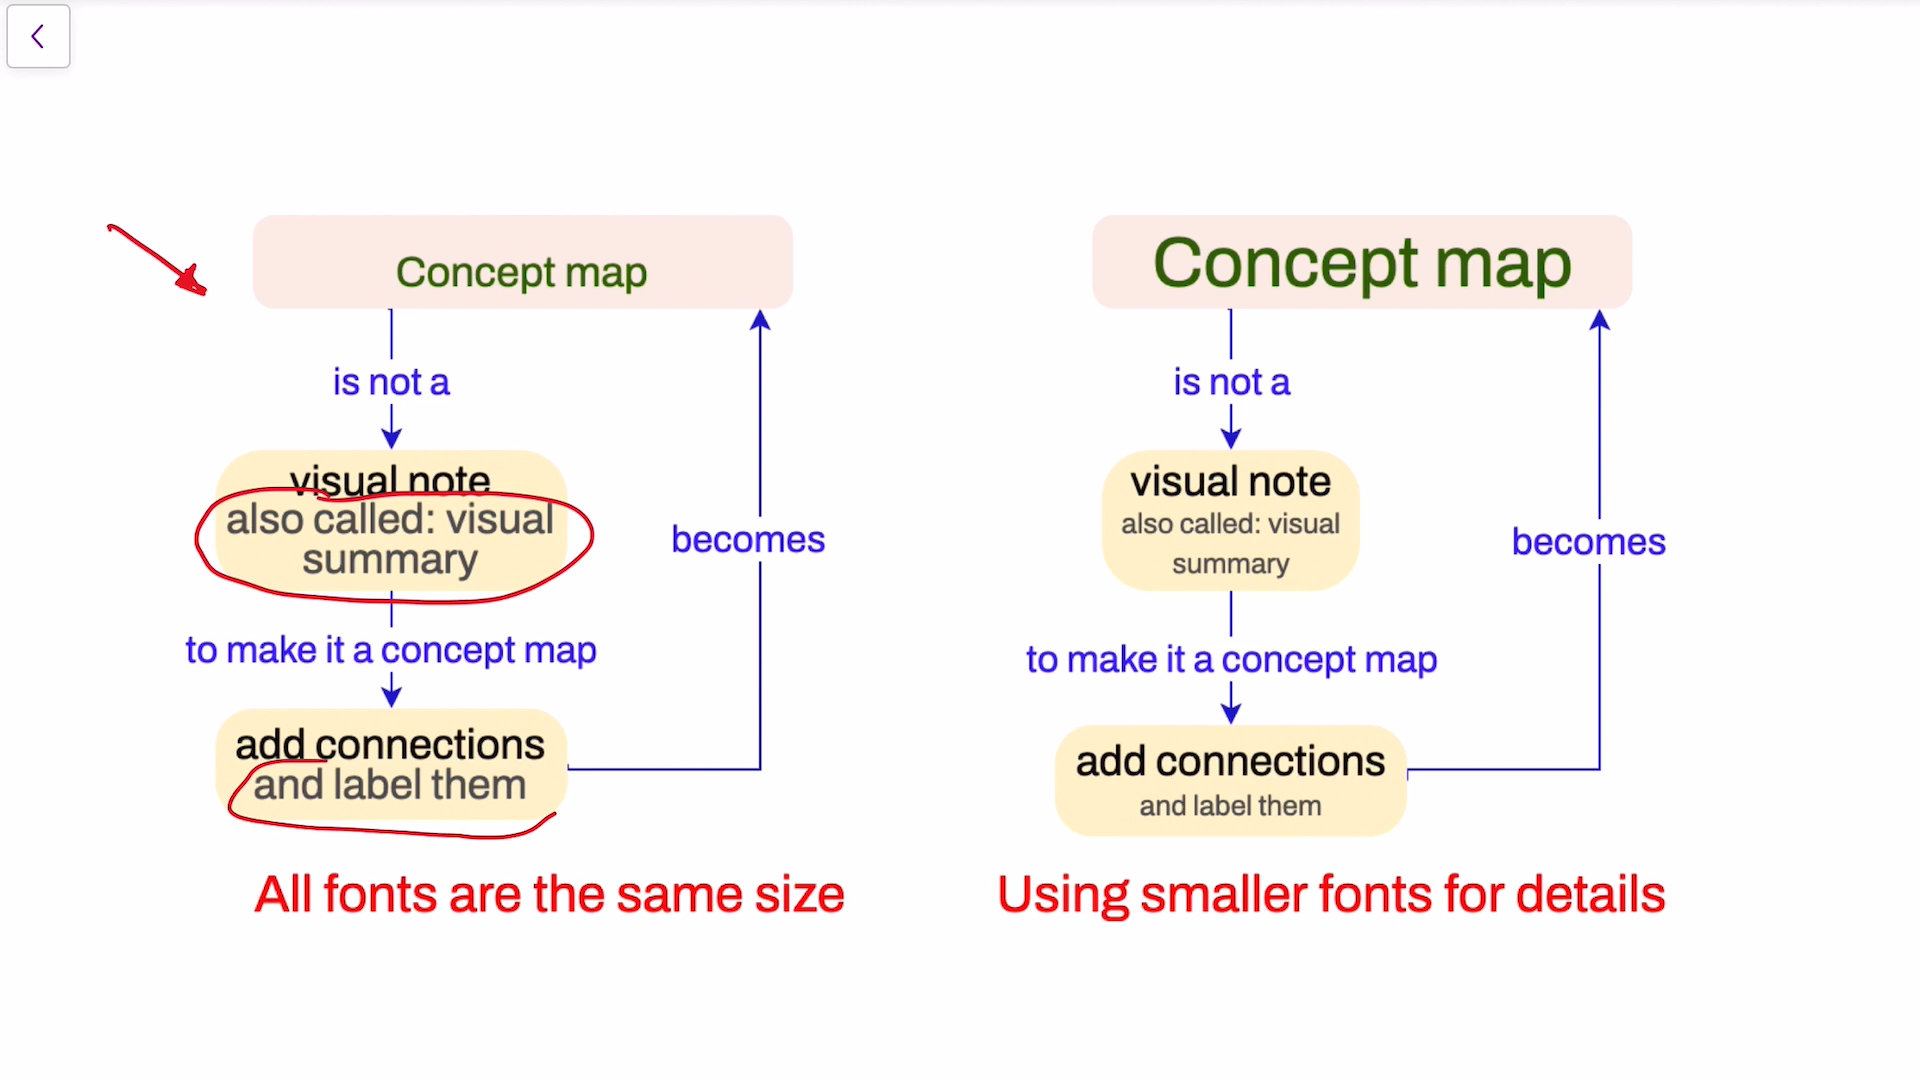 Concept map
is not a
visual note
also called: visual
summary
to make it a concept map
add connections
and label them
becomes
All fonts are the same size
Concept map
is not a
visual note
also called: visual
summary
to make it a concept map
add connections
and label them
becomes
Using smaller fonts for details